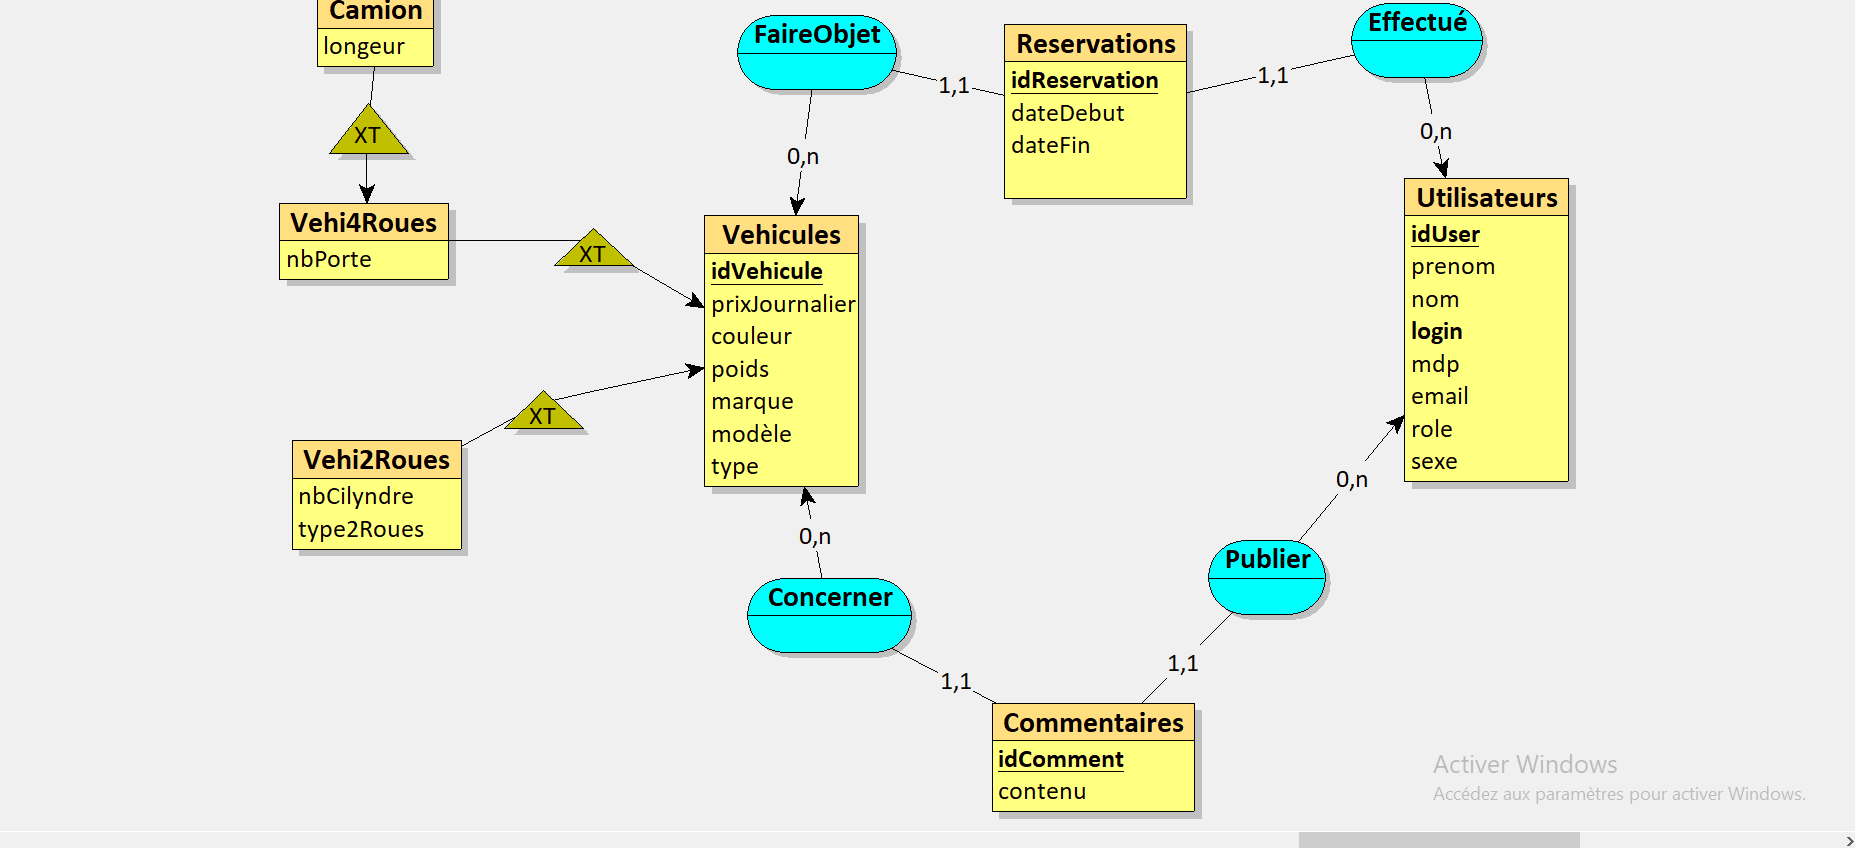 Camion
longeur
XT
Vehi4Roues
nbPorte
XT
Vehi2Roues
nbCilyndre
type2Roues
XT
FaireObjet
1,1
0,n
Vehicules
idVehicule
prixJournalier
couleur
poids
marque
modèle
type
0,n
Concerner
1,1
Reservations
idReservation
dateDebut
dateFin
1,1
Effectué
0,n
Utilisateurs
idUser
prenom
nom
login
mdp
email
role
sexe
0,n
Publier
1,1
Commentaires
idComment
contenu
Activer Windows
Accédez aux paramètres pour activer Windows.